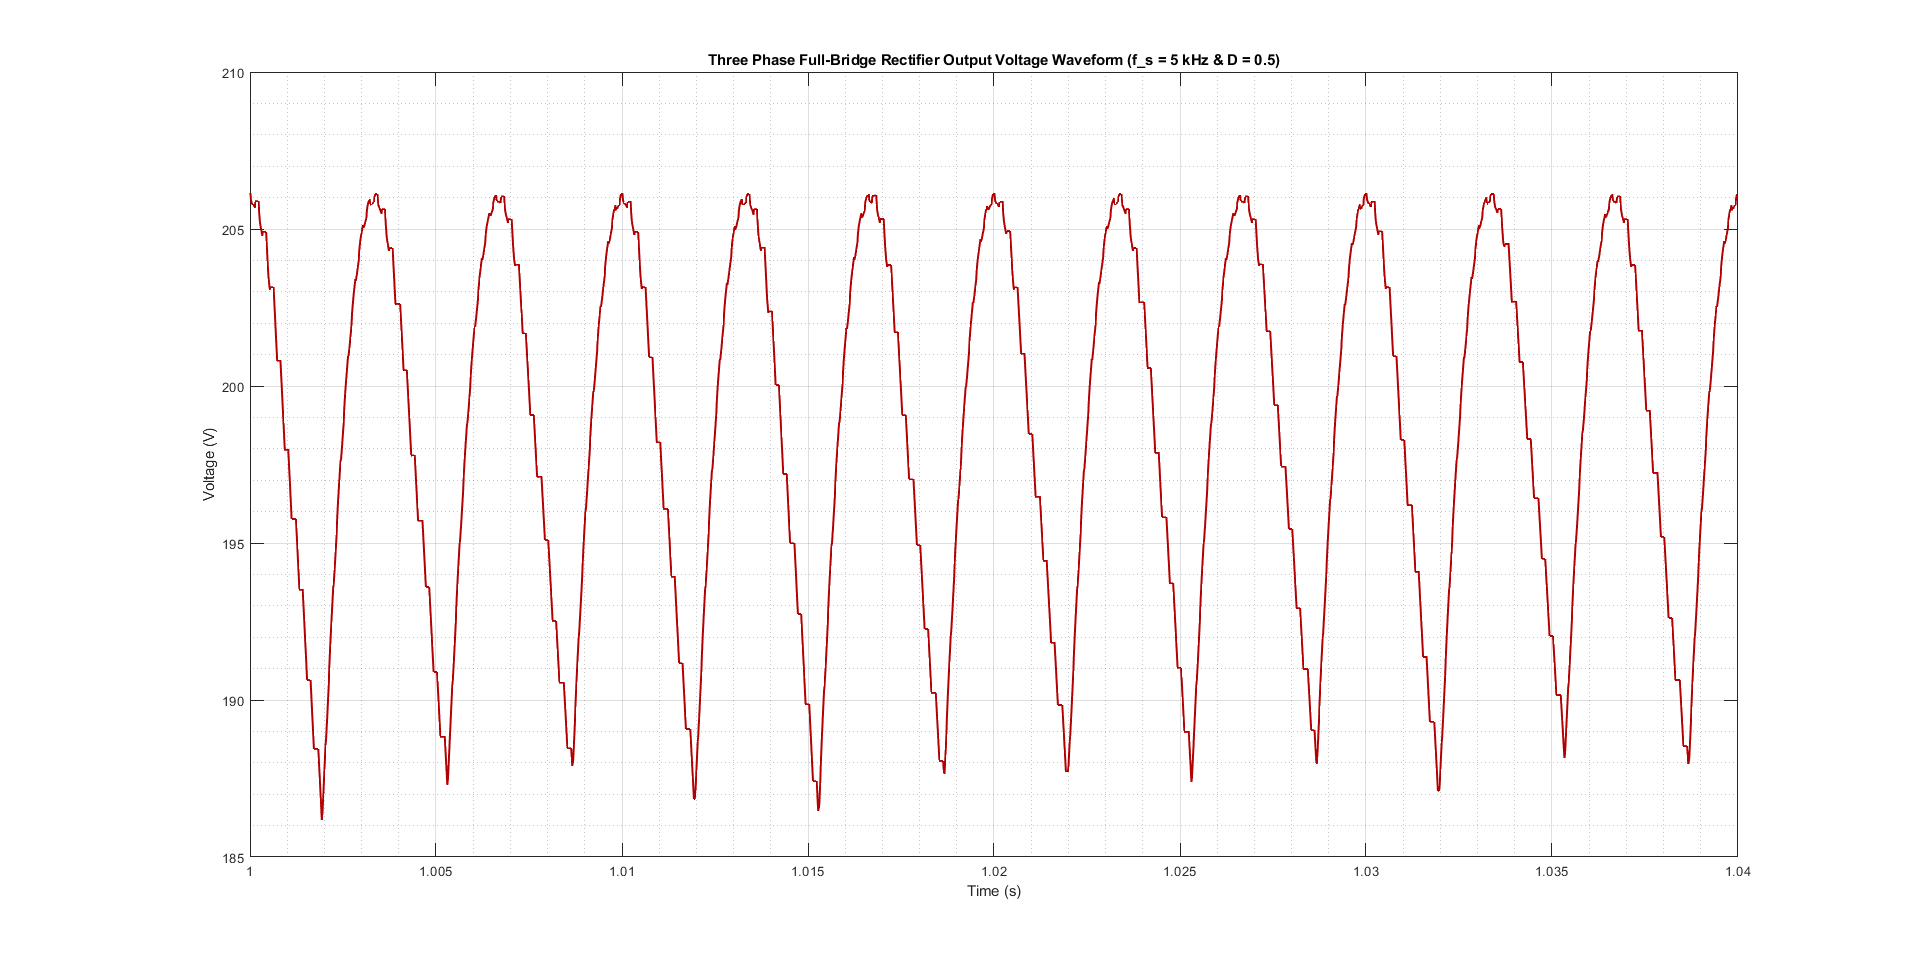 Three Phase Full-Bridge Rectifier Output Voltage Waveform (f_s = 5 kHz & D = 0.5)
210
205
200
195
190
185
Voltage (V)
1 1.005 1.01 1.015 1.02 1.025 1.03 1.035 1.04
Time (s)